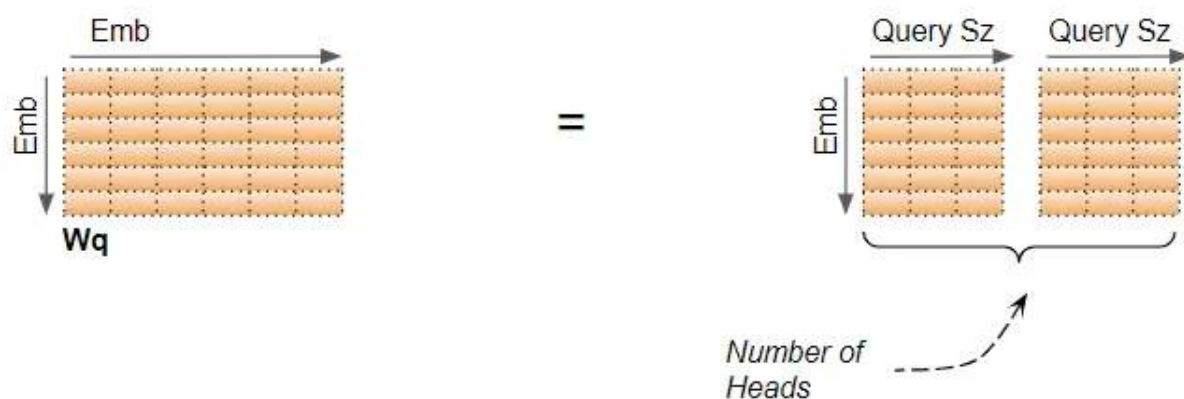 Emb
Query Sz
Query Sz
Emb
=
Emb
Wq
Number of
Heads